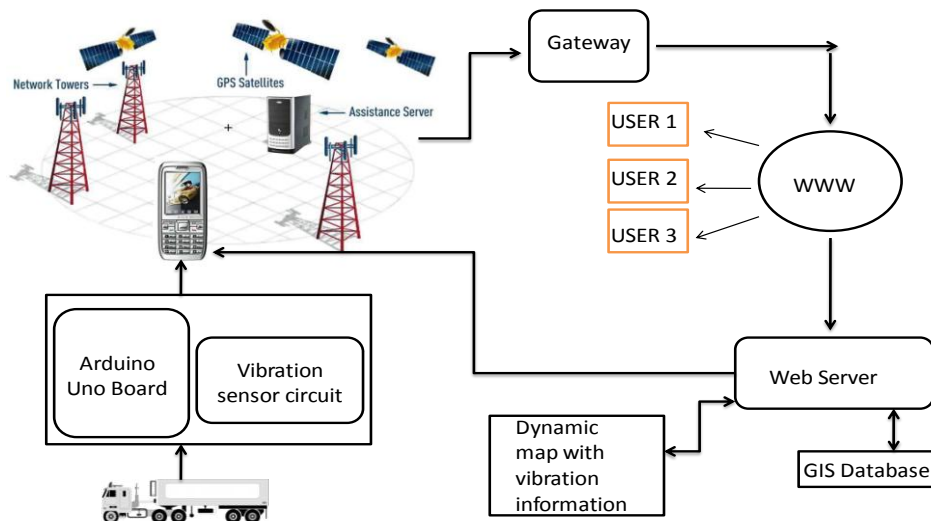 Gateway
Network Towers
GPS Satellites
Assistance Server
+
USER 1
USER 2
USER 3
WWW
Arduino
Uno Board
Vibration
sensor circuit
Web Server
Dynamic
map with
vibration
information
GIS Database